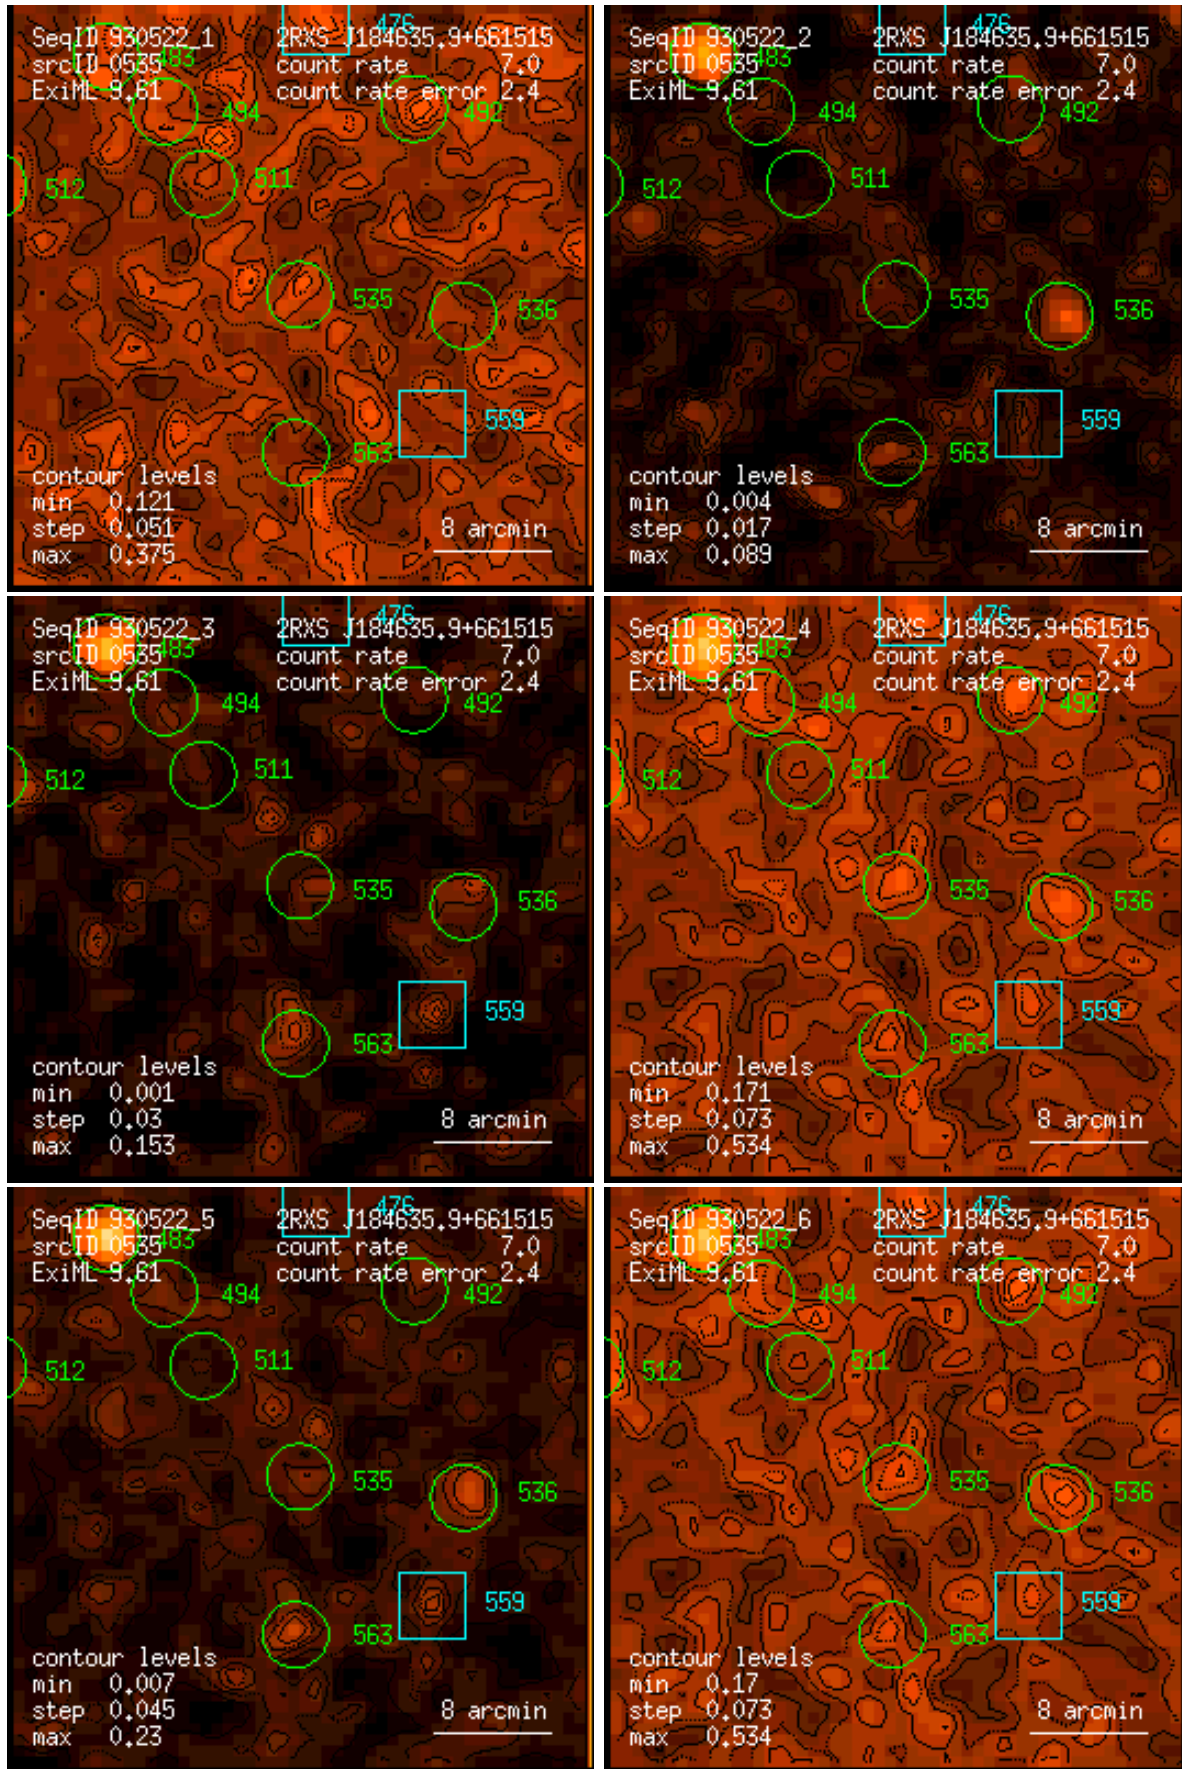 476
SeqID 930522_1 2RXS J184635.9+661515
srcID 0535 483 count rate 7.0
ExiML 9.61 count rate error 2.4
494 492
512 511
535 536
559
563
contour levels
min 0.121
step 0.051 8 arcmin
max 0.375
476
SeqID 930522_2 2RXS J184635.9+661515
srcID 0535 483 count rate 7.0
ExiML 9.61 count rate error 2.4
494 492
512 511
535 536
559
563
contour levels
min 0.004
step 0.017 8 arcmin
max 0.089
476
SeqID 930522_3 2RXS J184635.9+661515
srcID 0535 483 count rate 7.0
ExiML 9.61 count rate error 2.4
494 492
512 511
535 536
559
563
contour levels
min 0.001
step 0.03 8 arcmin
max 0.153
476
SeqID 930522_4 2RXS J184635.9+661515
srcID 0535 483 count rate 7.0
ExiML 9.61 count rate error 2.4
494 492
512 511
535 536
559
563
contour levels
min 0.171
step 0.073 8 arcmin
max 0.534
476
SeqID 930522_5 2RXS J184635.9+661515
srcID 0535 483 count rate 7.0
ExiML 9.61 count rate error 2.4
494 492
512 511
535 536
559
563
contour levels
min 0.007
step 0.045 8 arcmin
max 0.23
476
SeqID 930522_6 2RXS J184635.9+661515
srcID 0535 483 count rate 7.0
ExiML 9.61 count rate error 2.4
494 492
512 511
535 536
559
563
contour levels
min 0.17
step 0.073 8 arcmin
max 0.534